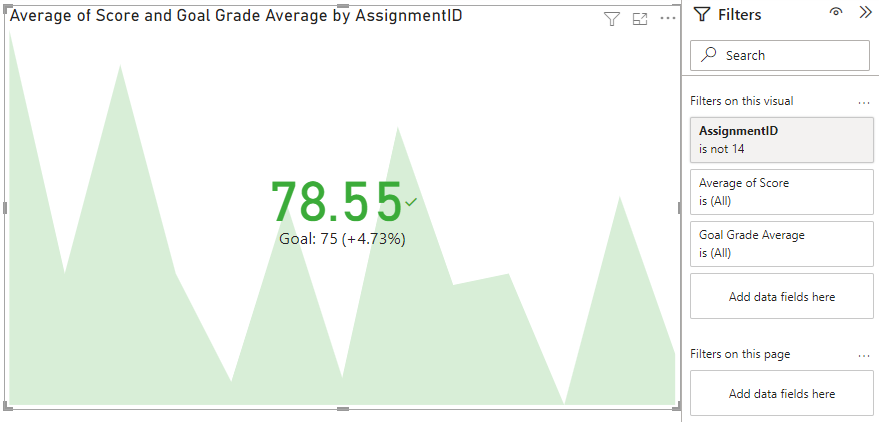 Average of Score and Goal Grade Average by AssignmentID
78.55
Goal: 75 (+4.73%)
Filters
Search
Filters on this visual
AssignmentID
is not 14
Average of Score
is (All)
Goal Grade Average
is (All)
Add data fields here
Filters on this page
Add data fields here